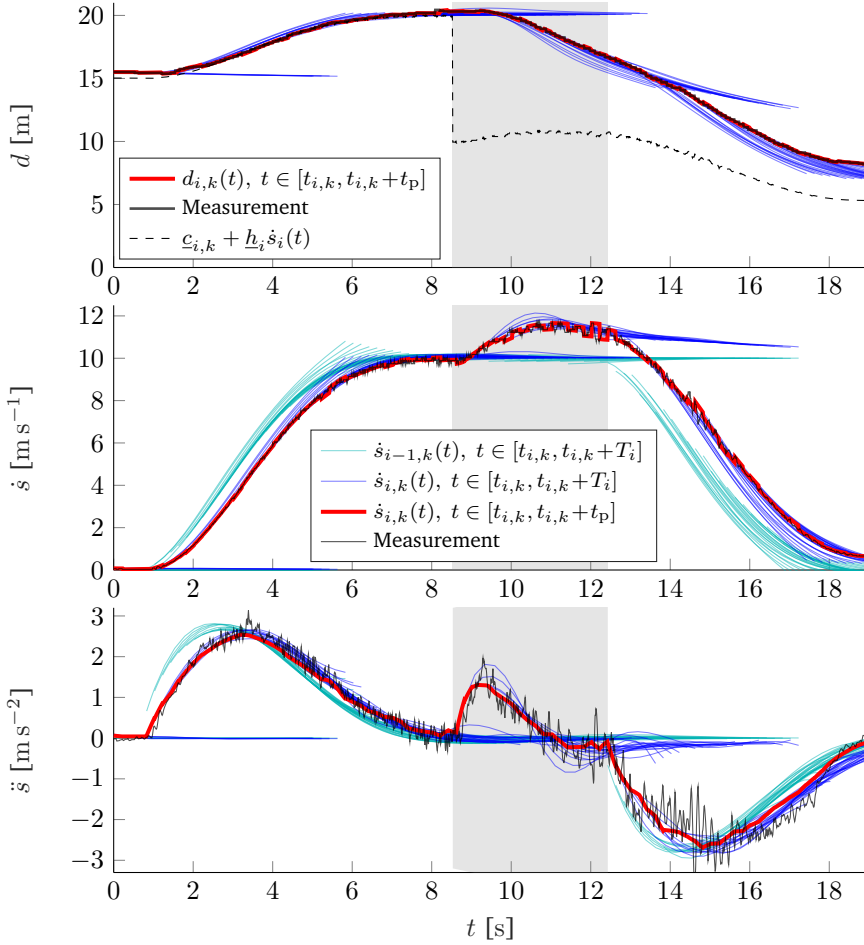 20
15
10
5
0
d [m]
d_{i,k}(t), t ∈ [t_{i,k}, t_{i,k}+t_p]
Measurement
c_{i,k} + h_i ṡ_i(t)
0 2 4 6 8 10 12 14 16 18
12
10
8
6
4
2
0
ṡ [m s⁻¹]
ṡ_{i−1,k}(t), t ∈ [t_{i,k}, t_{i,k}+T_i]
ṡ_{i,k}(t), t ∈ [t_{i,k}, t_{i,k}+T_i]
ṡ_{i,k}(t), t ∈ [t_{i,k}, t_{i,k}+t_p]
Measurement
0 2 4 6 8 10 12 14 16 18
3
2
1
0
−1
−2
−3
s̈ [m s⁻²]
0 2 4 6 8 10 12 14 16 18
t [s]